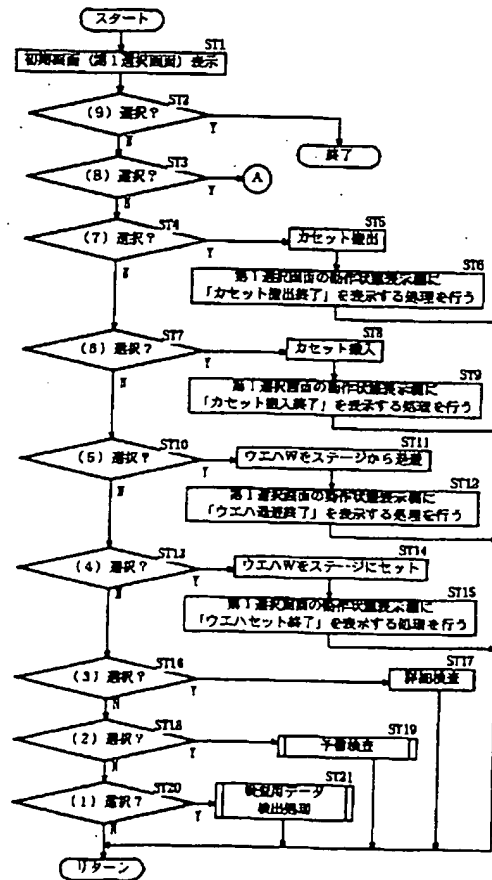 スタート
ST1
初期画面（第1選択画面）表示
ST2
(9) 選択？
Y
N
終了
ST3
(8) 選択？
Y
A
N
ST4
(7) 選択？
Y
N
ST5
カセット搬出
ST6
第1選択画面の動作状態表示欄に
「カセット搬出終了」を表示する処理を行う
ST7
(6) 選択？
Y
N
ST8
カセット搬入
ST9
第1選択画面の動作状態表示欄に
「カセット搬入終了」を表示する処理を行う
ST10
(5) 選択？
Y
N
ST11
ウエハWをステージから
ST12
第1選択画面の動作状態表示欄に
「ウエハ終了」を表示する処理を行う
ST13
(4) 選択？
Y
N
ST14
ウエハWをステージにセット
ST15
第1選択画面の動作状態表示欄に
「ウエハセット終了」を表示する処理を行う
ST16
(3) 選択？
Y
N
ST17
詳細検査
ST18
(2) 選択？
Y
N
ST19
予備検査
ST20
(1) 選択？
Y
N
ST21
用データ
検出処理
リターン